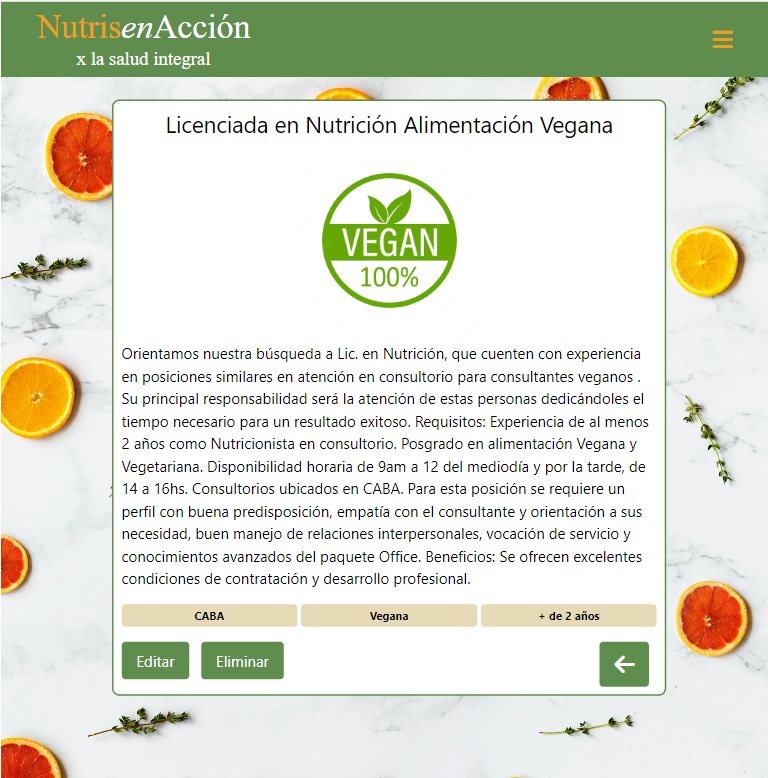 NutrisenAcción
x la salud integral
Licenciada en Nutrición Alimentación Vegana
VEGAN
100%
Orientamos nuestra búsqueda a Lic. en Nutrición, que cuenten con experiencia
en posiciones similares en atención en consultorio para consultantes veganos .
Su principal responsabilidad será la atención de estas personas dedicándoles el
tiempo necesario para un resultado exitoso. Requisitos: Experiencia de al menos
2 años como Nutricionista en consultorio. Posgrado en alimentación Vegana y
Vegetariana. Disponibilidad horaria de 9am a 12 del mediodía y por la tarde, de
14 a 16hs. Consultorios ubicados en CABA. Para esta posición se requiere un
perfil con buena predisposición, empatía con el consultante y orientación a sus
necesidad, buen manejo de relaciones interpersonales, vocación de servicio y
conocimientos avanzados del paquete Office. Beneficios: Se ofrecen excelentes
condiciones de contratación y desarrollo profesional.
CABA Vegana + de 2 años
Editar Eliminar